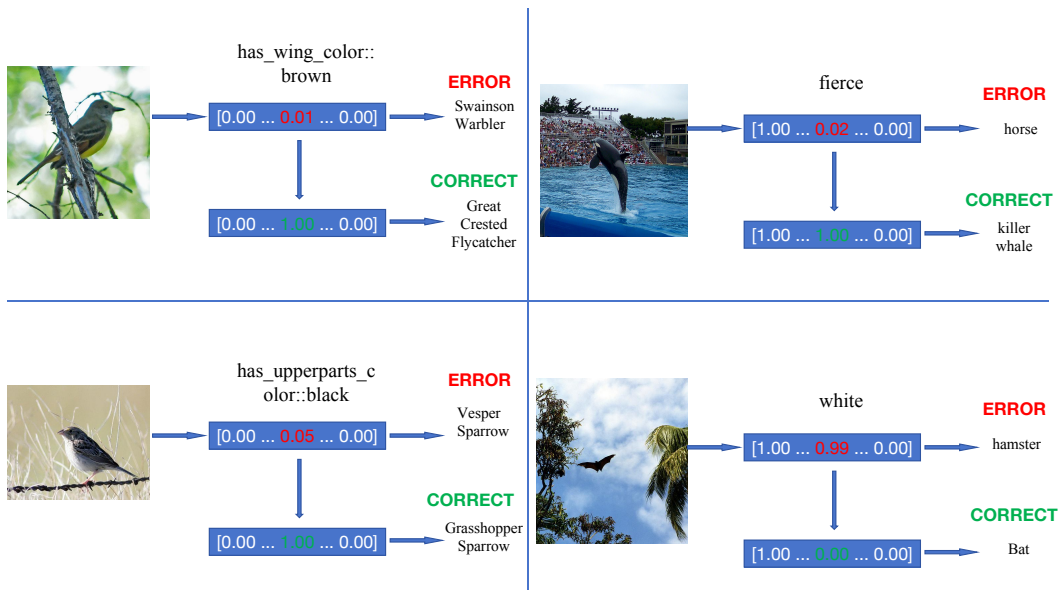 has_wing_color::
brown
ERROR
[0.00 ... 0.01 ... 0.00]
Swainson
Warbler
CORRECT
[0.00 ... 1.00 ... 0.00]
Great
Crested
Flycatcher
fierce
ERROR
[1.00 ... 0.02 ... 0.00]
horse
CORRECT
[1.00 ... 1.00 ... 0.00]
killer
whale
has_upperparts_c
olor::black
ERROR
[0.00 ... 0.05 ... 0.00]
Vesper
Sparrow
CORRECT
[0.00 ... 1.00 ... 0.00]
Grasshopper
Sparrow
white
ERROR
[1.00 ... 0.99 ... 0.00]
hamster
CORRECT
[1.00 ... 0.00 ... 0.00]
Bat